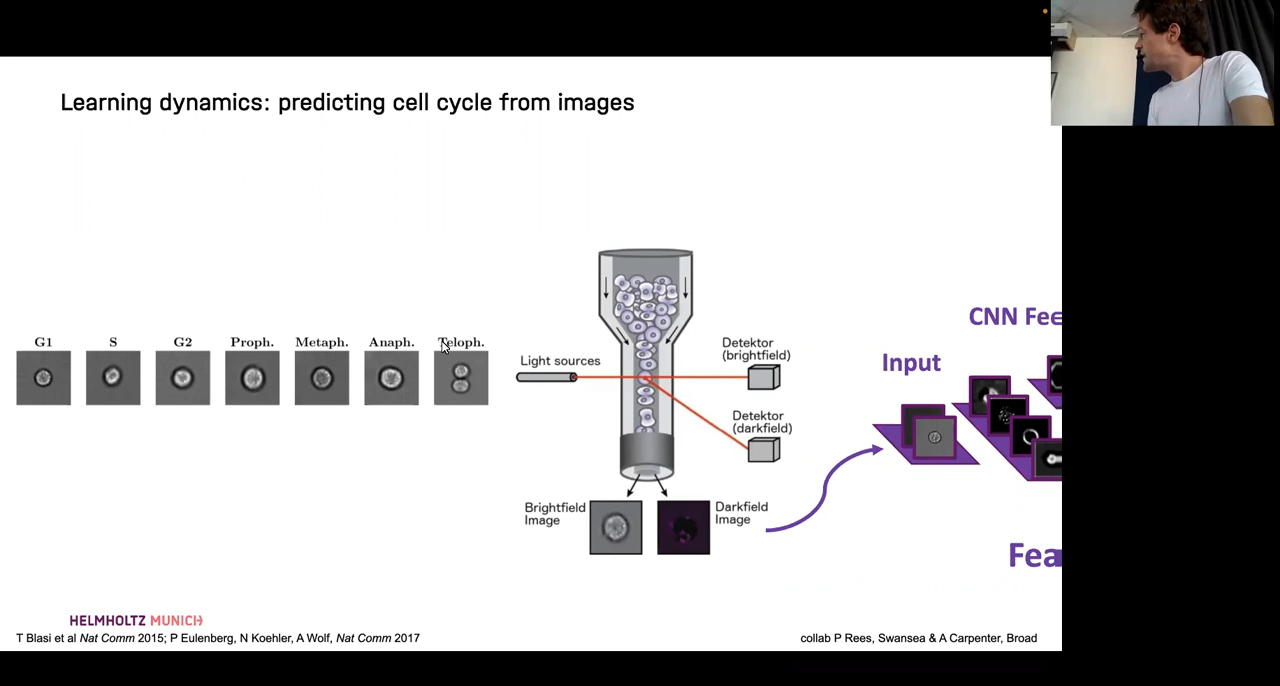 Learning dynamics: predicting cell cycle from images
G1 S G2 Proph. Metaph. Anaph. Teloph.
Light sources
Detektor
(brightfield)
Detektor
(darkfield)
Brightfield
Image
Darkfield
Image
CNN Fee
Input
Fea
HELMHOLTZ MUNICH
T Blasi et al Nat Comm 2015; P Eulenberg, N Koehler, A Wolf, Nat Comm 2017
collab P Rees, Swansea & A Carpenter, Broad